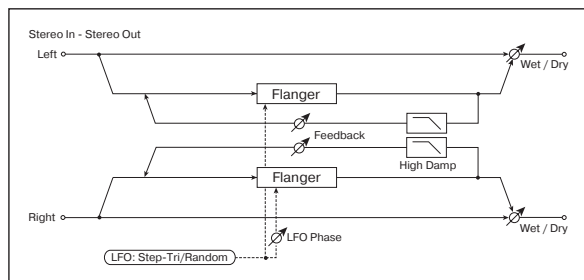 Stereo In - Stereo Out
Left
Wet / Dry
Flanger
Feedback
High Damp
Flanger
Right
LFO Phase
Wet / Dry
LFO: Step-Tri/Random